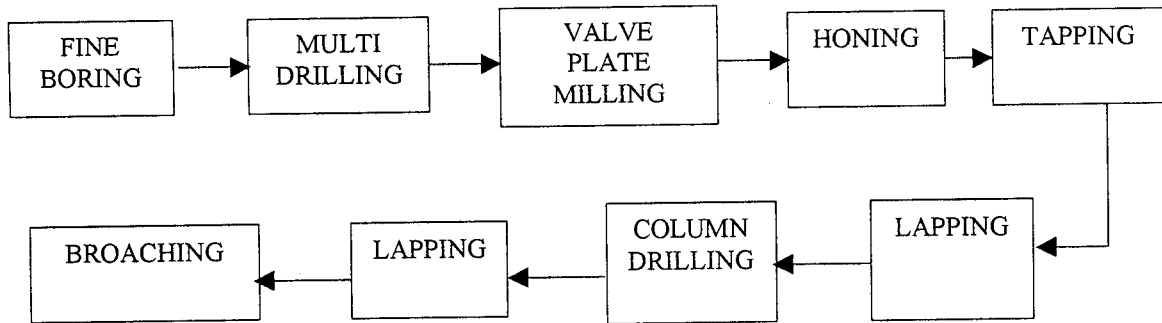 FINE
BORING
MULTI
DRILLING
VALVE
PLATE
MILLING
HONING
TAPPING
LAPPING
COLUMN
DRILLING
LAPPING
BROACHING